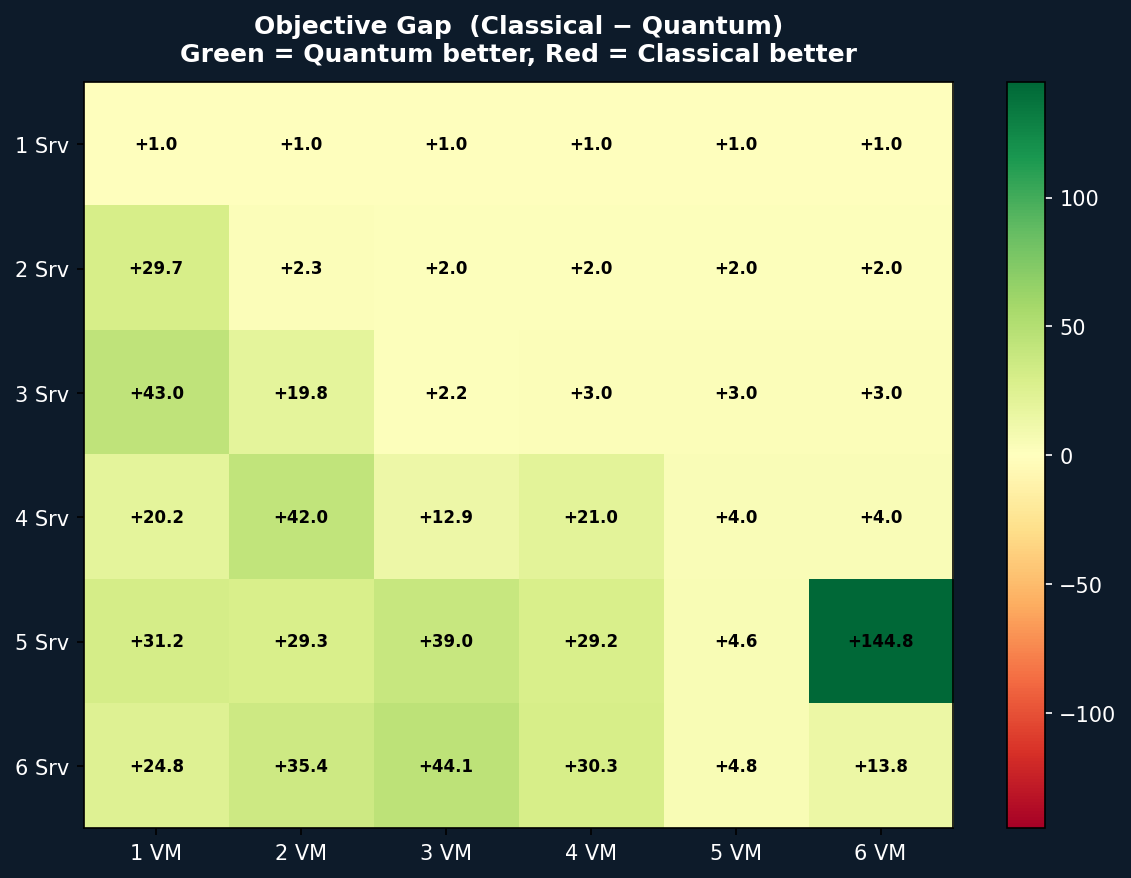 Objective Gap  (Classical − Quantum)
Green = Quantum better, Red = Classical better
1 Srv +1.0 +1.0 +1.0 +1.0 +1.0 +1.0
2 Srv +29.7 +2.3 +2.0 +2.0 +2.0 +2.0
3 Srv +43.0 +19.8 +2.2 +3.0 +3.0 +3.0
4 Srv +20.2 +42.0 +12.9 +21.0 +4.0 +4.0
5 Srv +31.2 +29.3 +39.0 +29.2 +4.6 +144.8
6 Srv +24.8 +35.4 +44.1 +30.3 +4.8 +13.8
1 VM 2 VM 3 VM 4 VM 5 VM 6 VM
100
50
0
−50
−100